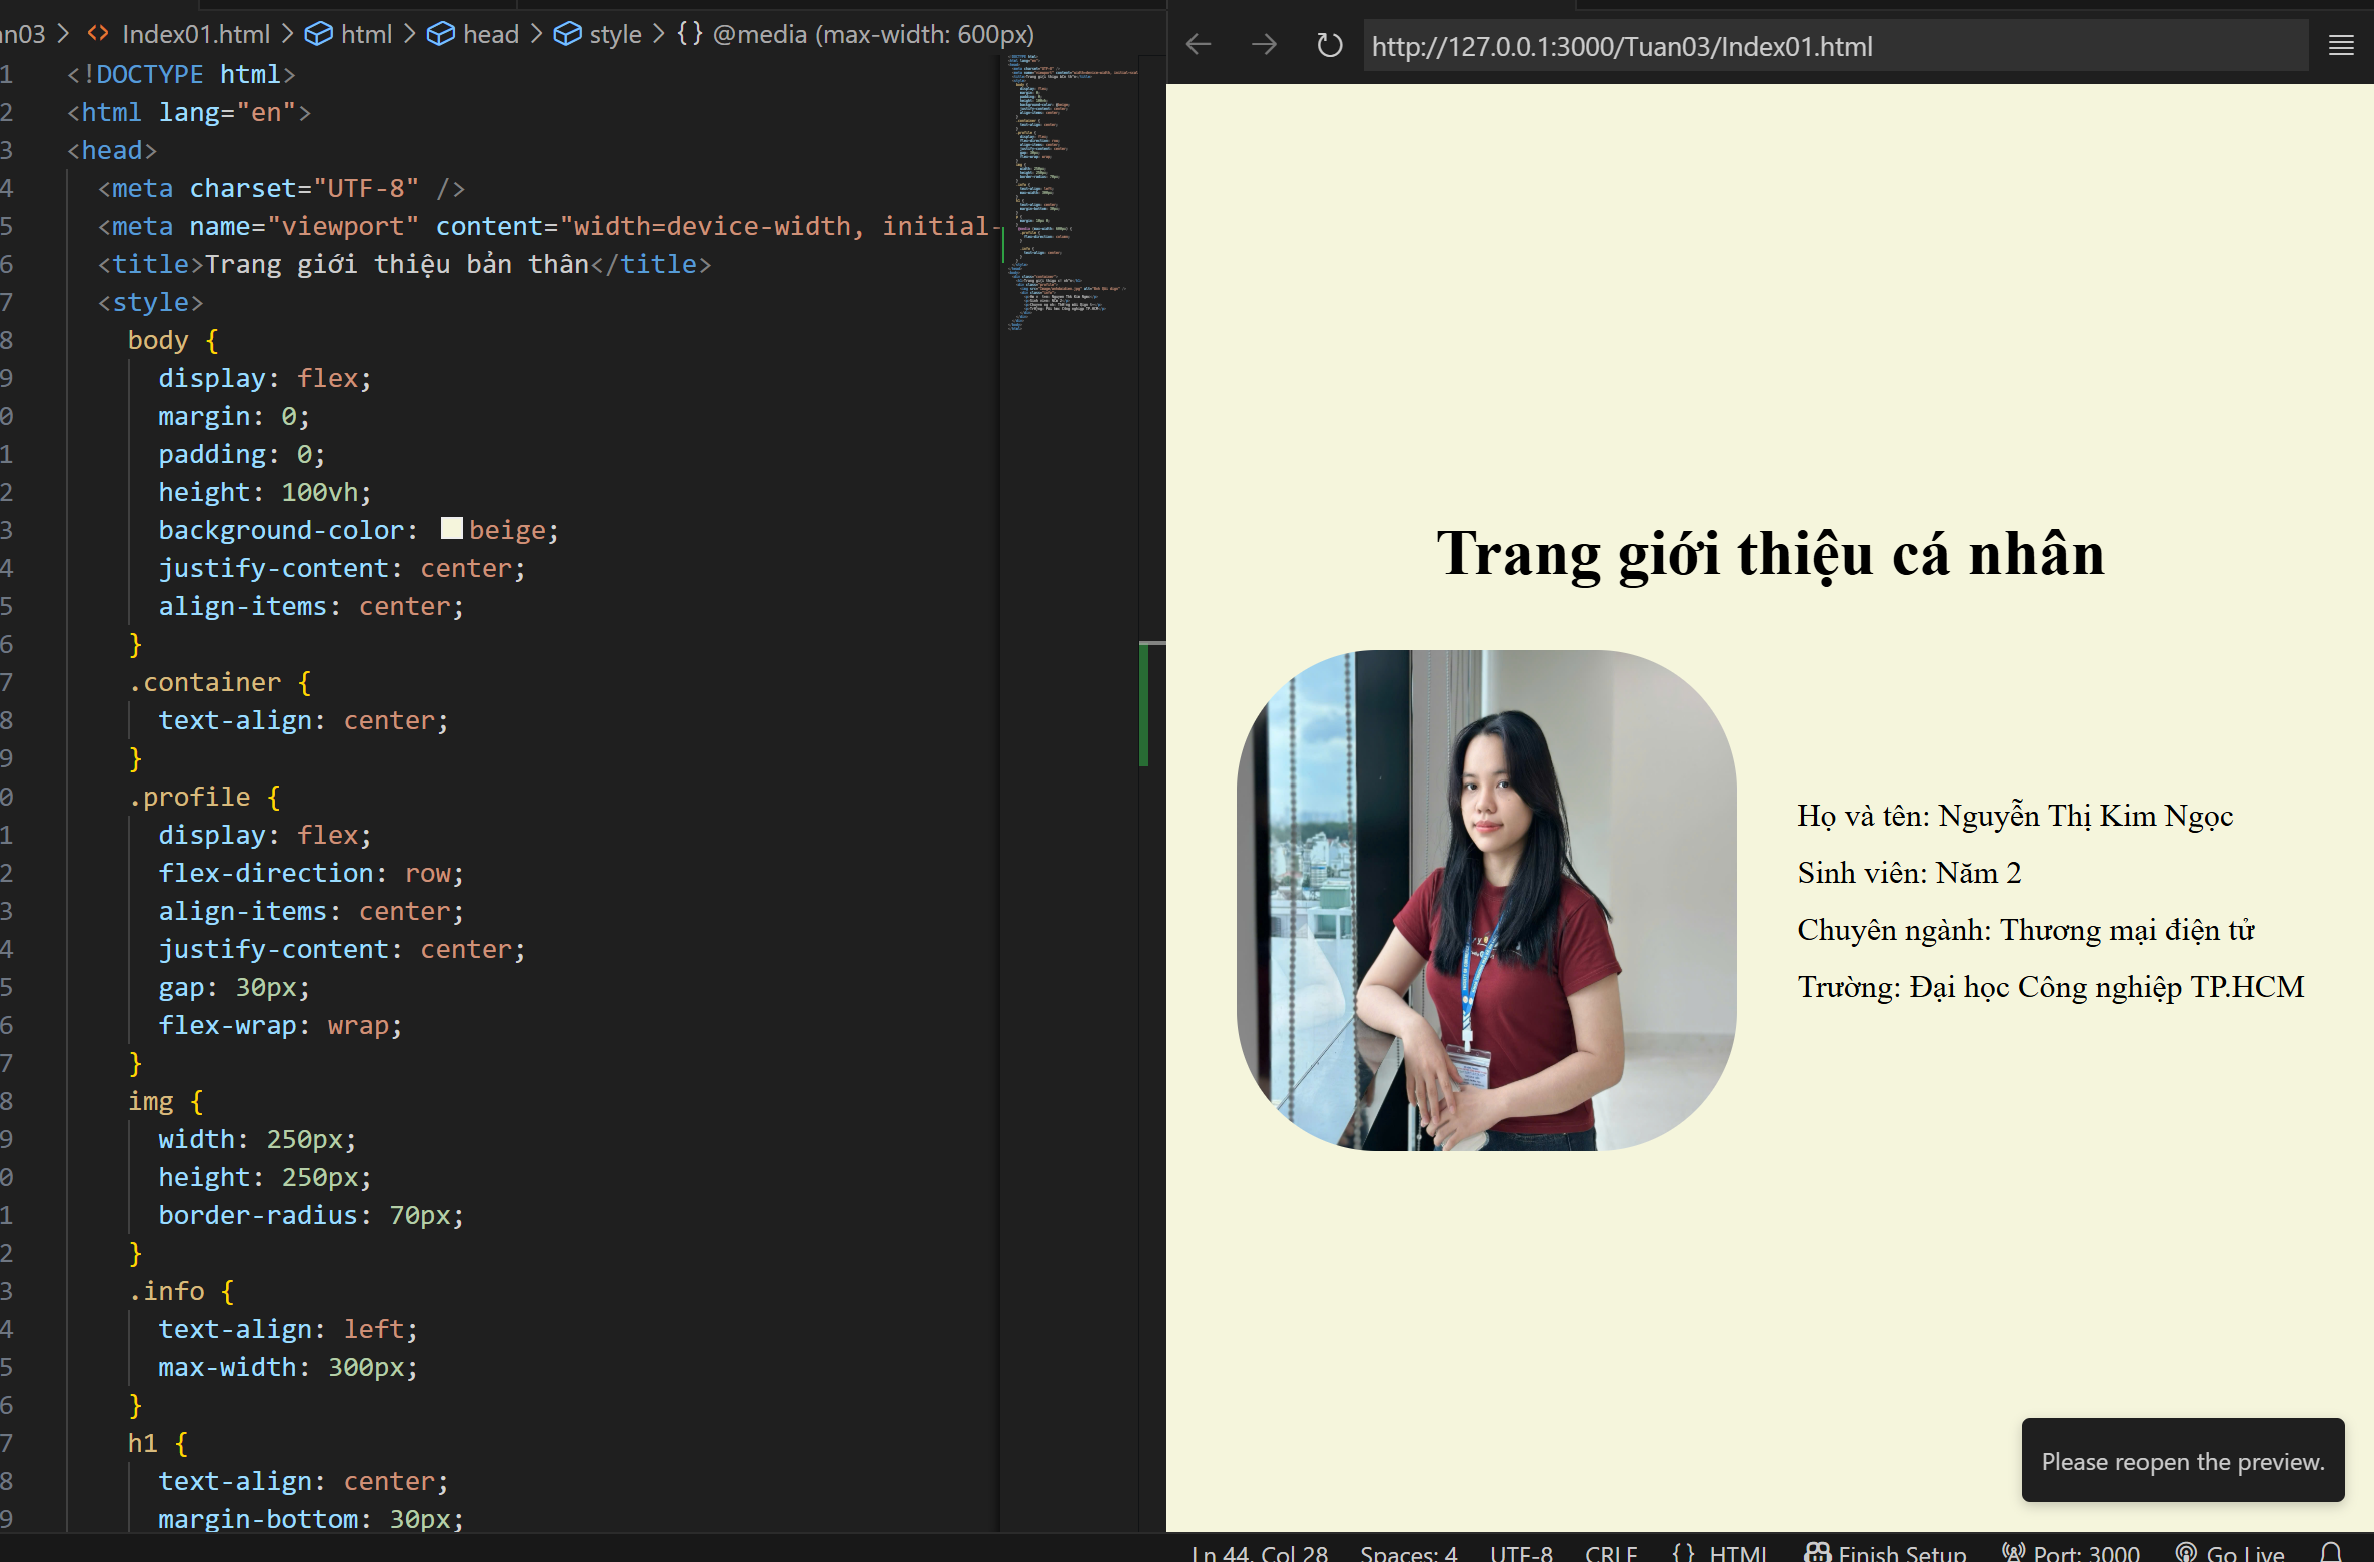 an03 > <> Index01.html > html > head > style > {} @media (max-width: 600px)
1 <!DOCTYPE html>
2 <html lang="en">
3 <head>
4 <meta charset="UTF-8" />
5 <meta name="viewport" content="width=device-width, initial-
6 <title>Trang giới thiệu bản thân</title>
7 <style>
8 body {
9 display: flex;
0 margin: 0;
1 padding: 0;
2 height: 100vh;
3 background-color: beige;
4 justify-content: center;
5 align-items: center;
6 }
7 .container {
8 text-align: center;
9 }
0 .profile {
1 display: flex;
2 flex-direction: row;
3 align-items: center;
4 justify-content: center;
5 gap: 30px;
6 flex-wrap: wrap;
7 }
8 img {
9 width: 250px;
0 height: 250px;
1 border-radius: 70px;
2 }
3 .info {
4 text-align: left;
5 max-width: 300px;
6 }
7 h1 {
8 text-align: center;
9 margin-bottom: 30px;
http://127.0.0.1:3000/Tuan03/Index01.html
Trang giới thiệu cá nhân
Họ và tên: Nguyễn Thị Kim Ngọc
Sinh viên: Năm 2
Chuyên ngành: Thương mại điện tử
Trường: Đại học Công nghiệp TP.HCM
Please reopen the preview.
Ln 44, Col 28 Spaces: 4 UTF-8 CRLF {} HTML Finish Setup Port: 3000 Go Live